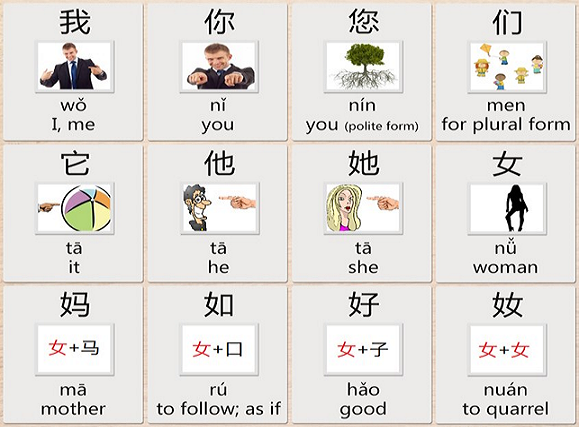 我 你 您 们
wǒ nǐ nín men
I, me you you (polite form) for plural form
它 他 她 女
tā tā tā nǚ
it he she woman
妈 如 好 奻
女+马 女+口 女+子 女+女
mā rú hǎo nuán
mother to follow; as if good to quarrel